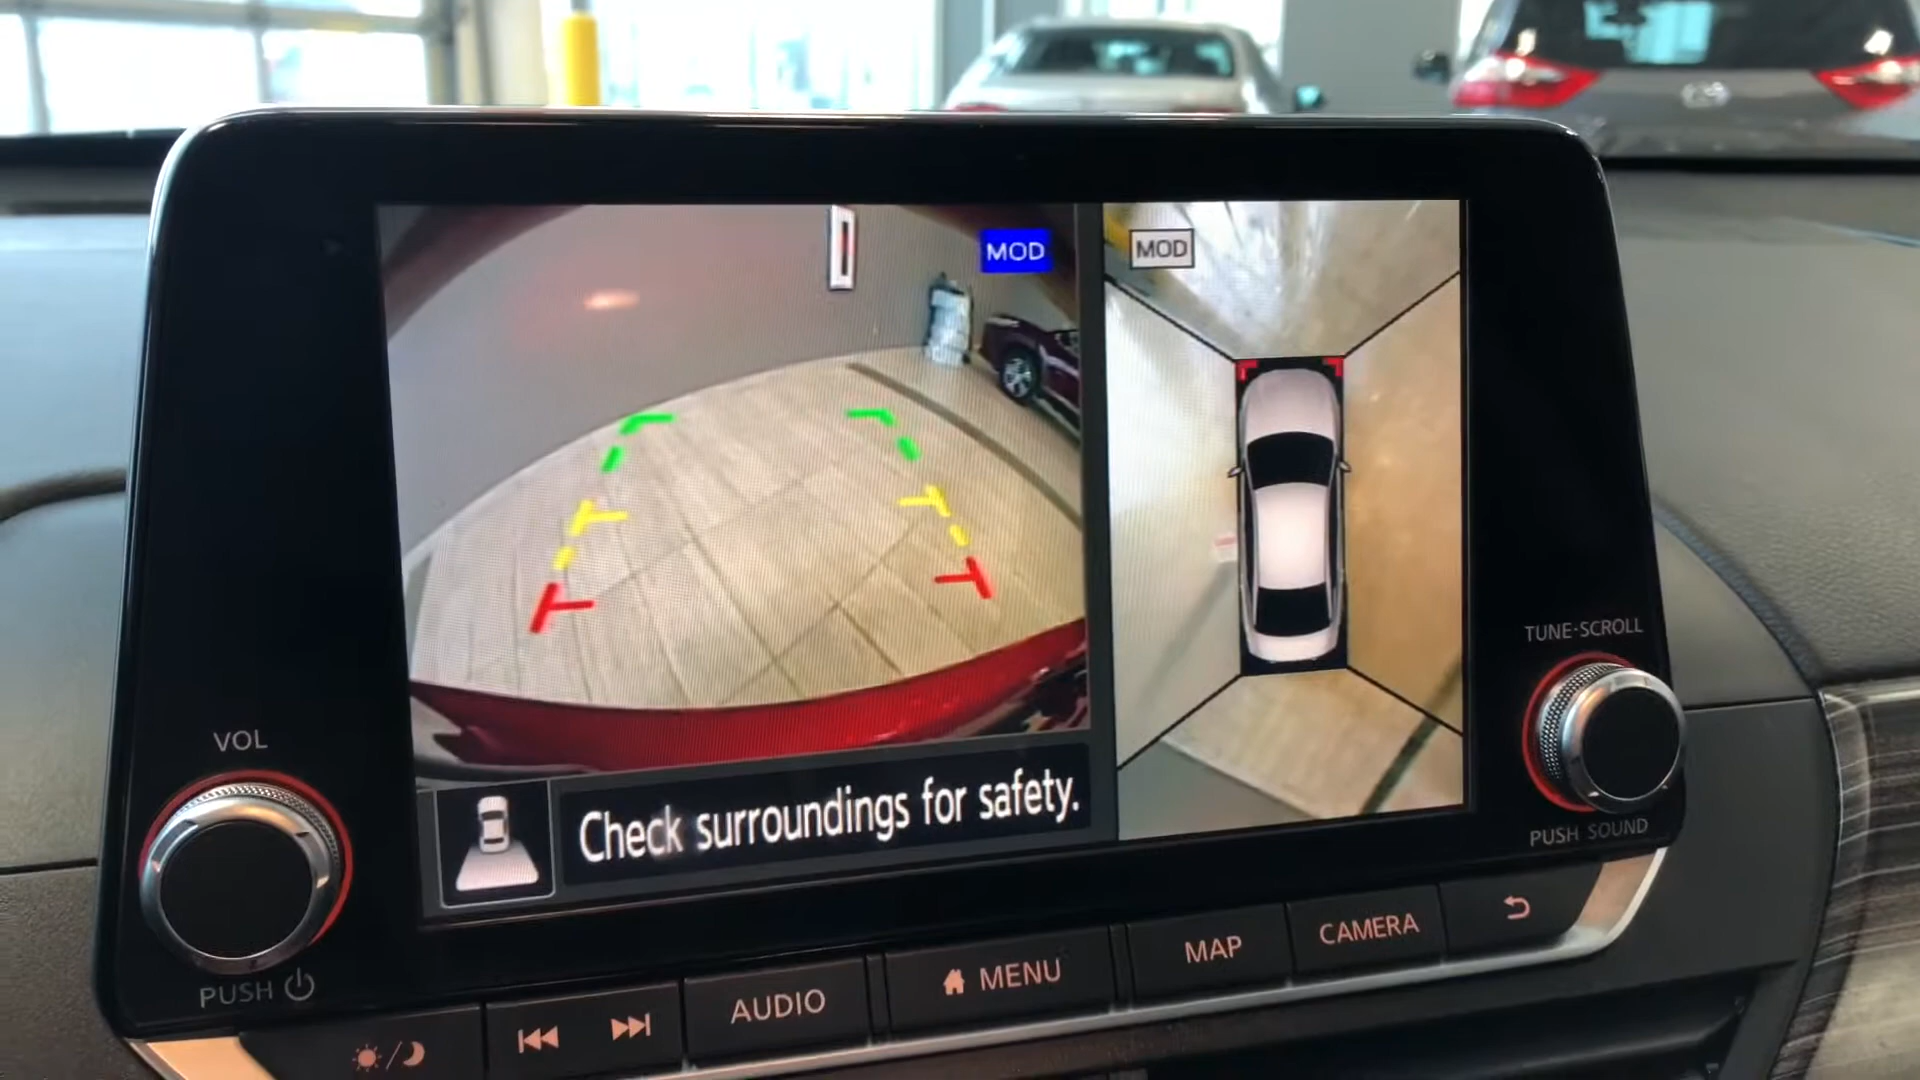 MOD
MOD
Check surroundings for safety.
VOL
PUSH
TUNE·SCROLL
PUSH SOUND
AUDIO
MENU
MAP
CAMERA